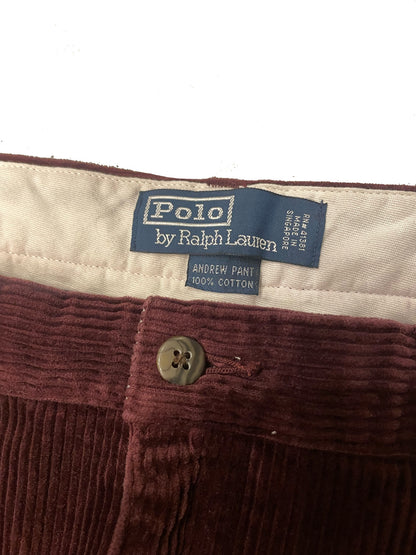 Polo
by Ralph Lauren
RN# 41381
MADE IN
SINGAPORE
ANDREW PANT
100% COTTON